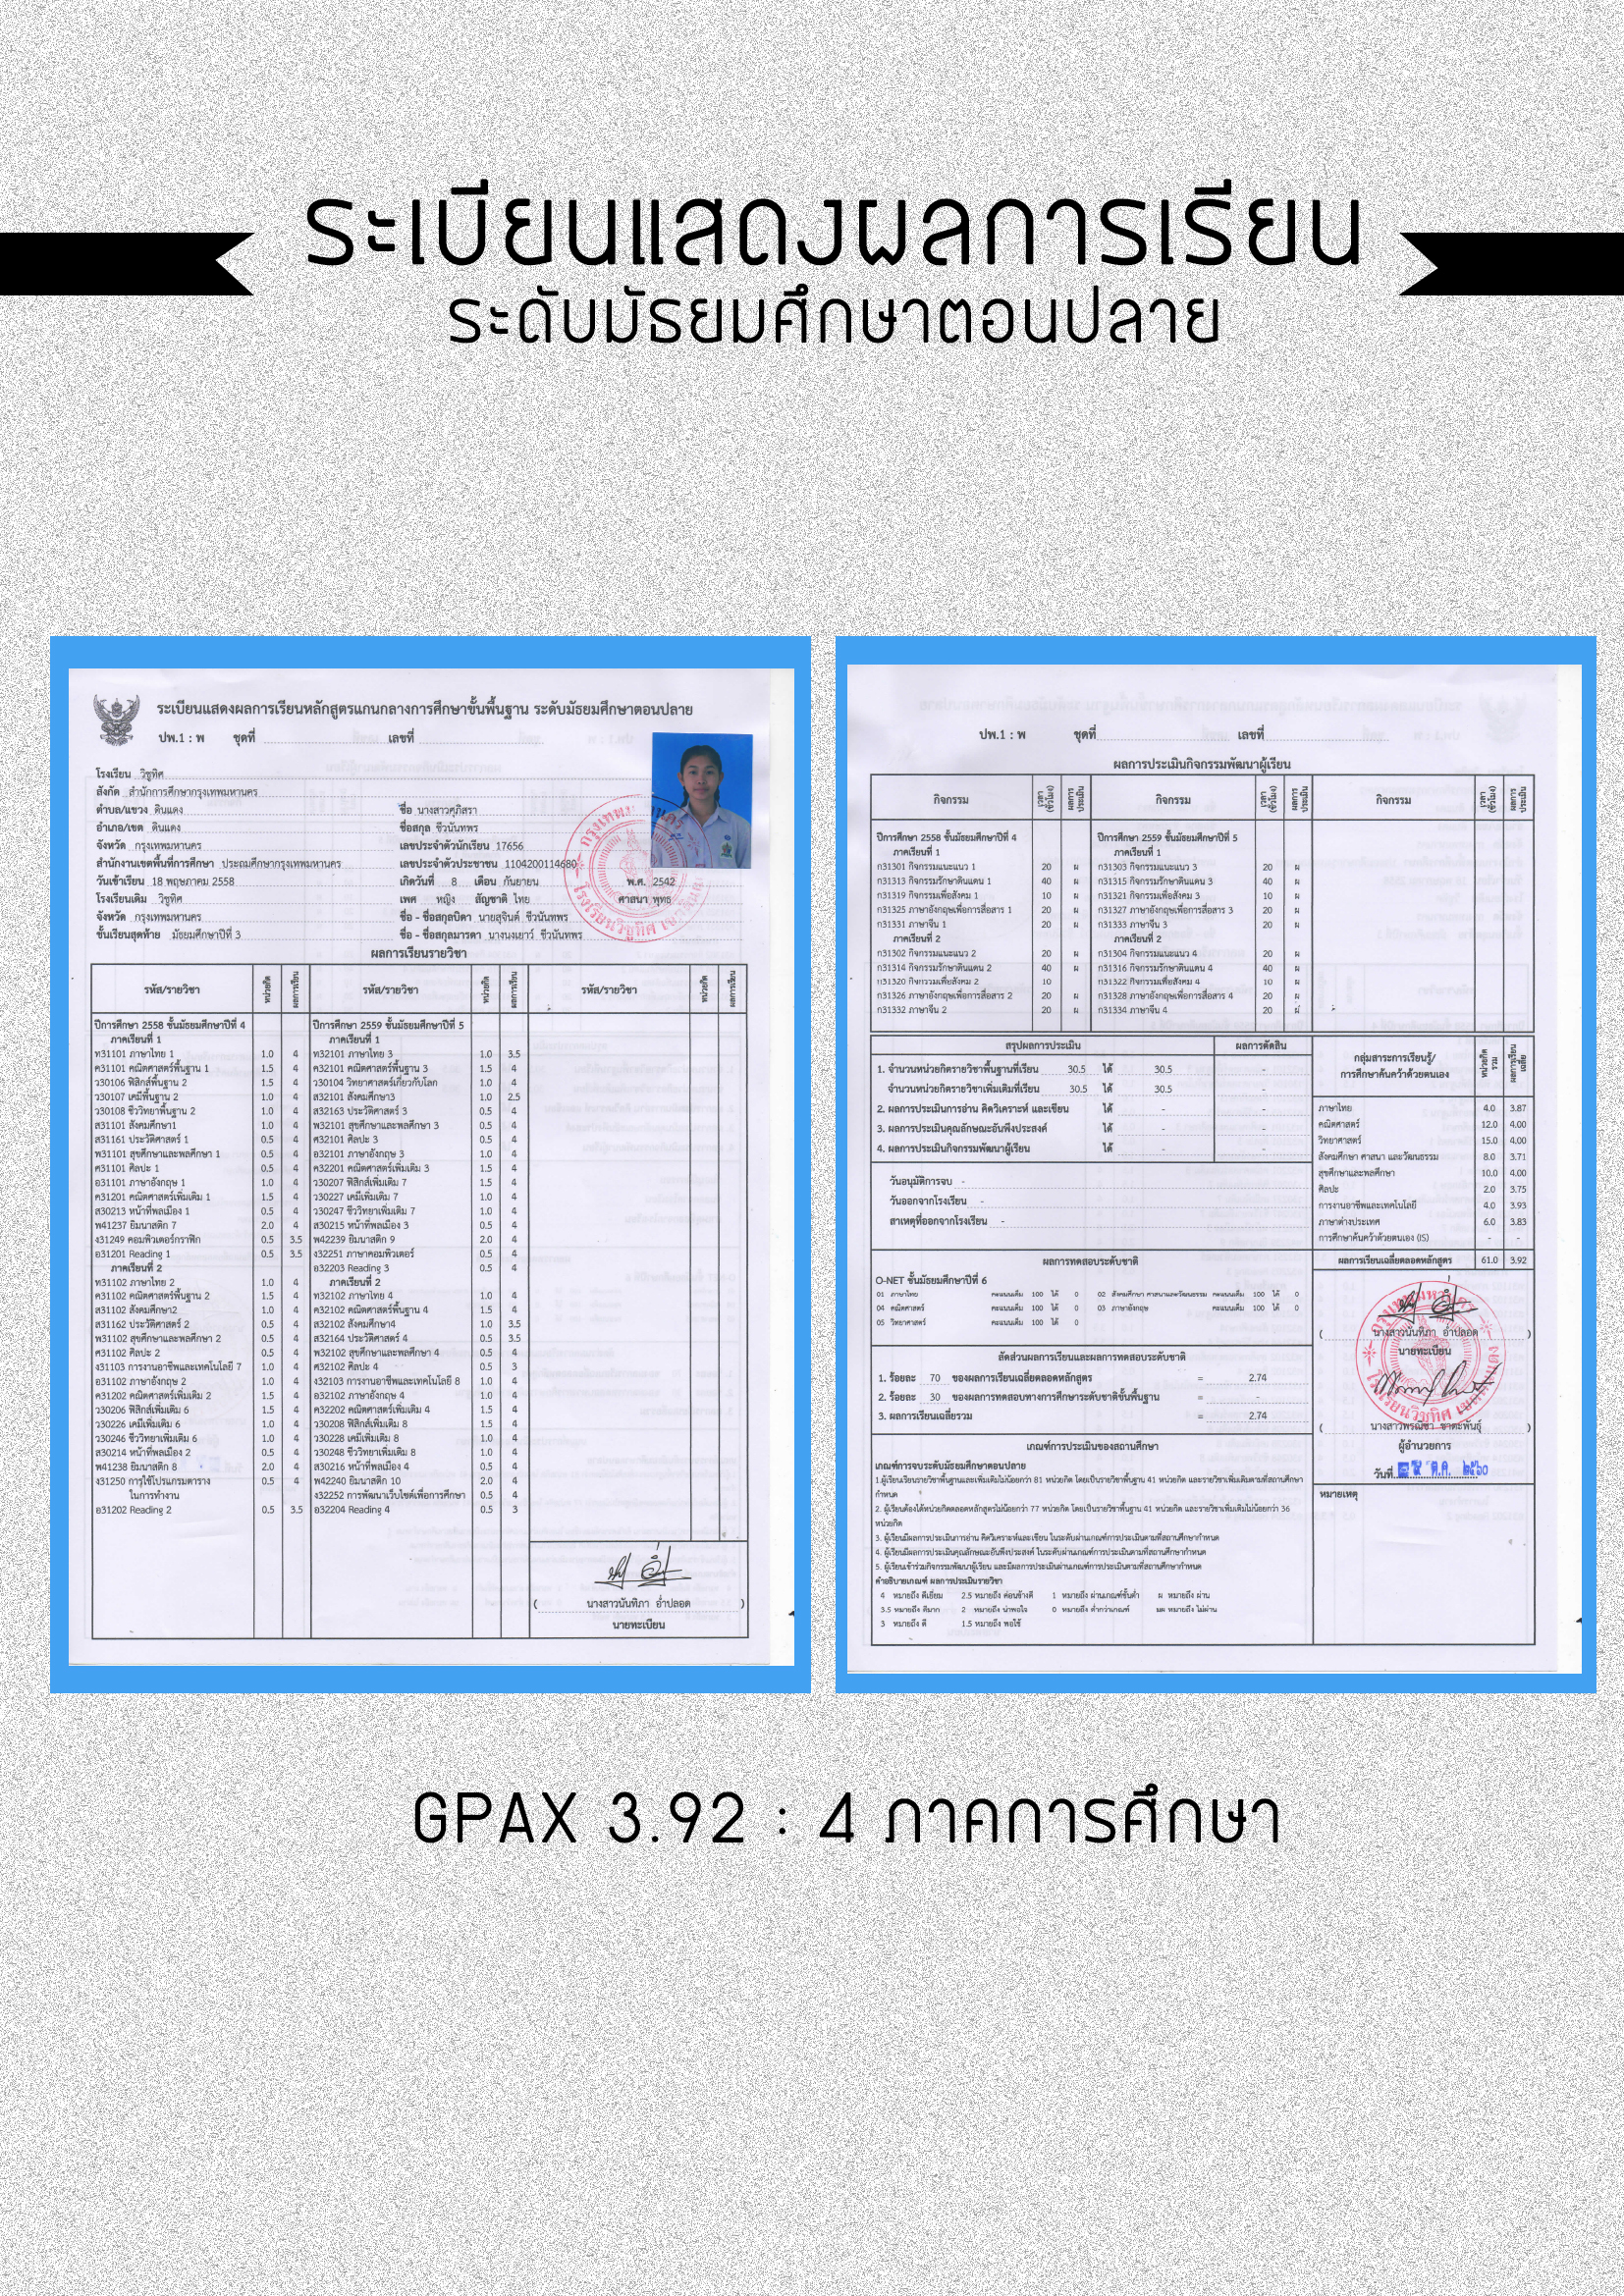 ระเบียนแสดงผลการเรียน
ระดับมัธยมศึกษาตอนปลาย
ระเบียนแสดงผลการเรียนหลักสูตรแกนกลางการศึกษาขั้นพื้นฐาน ระดับมัธยมศึกษาตอนปลาย
ปพ.1 : พ ชุดที่ เลขที่
โรงเรียน วิชูทิศ
สังกัด สำนักการศึกษากรุงเทพมหานคร
ตำบล/แขวง ดินแดง
อำเภอ/เขต ดินแดง
จังหวัด กรุงเทพมหานคร
สำนักงานเขตพื้นที่การศึกษา ประถมศึกษากรุงเทพมหานคร
วันเข้าเรียน 18 พฤษภาคม 2558
โรงเรียนเดิม วิชูทิศ
จังหวัด กรุงเทพมหานคร
ชั้นเรียนสุดท้าย มัธยมศึกษาปีที่ 3
ชื่อ นางสาวศุภิสรา
ชื่อสกุล ชีวนันทพร
เลขประจำตัวนักเรียน 17656
เลขประจำตัวประชาชน 1104200114680
เกิดวันที่ 8 เดือน กันยายน พ.ศ. 2542
เพศ หญิง สัญชาติ ไทย ศาสนา พุทธ
ชื่อ - ชื่อสกุลบิดา นายสุจินต์ ชีวนันทพร
ชื่อ - ชื่อสกุลมารดา นางนงเยาว์ ชีวนันทพร
ผลการเรียนรายวิชา
รหัส/รายวิชา หน่วยกิต ผลการเรียน รหัส/รายวิชา หน่วยกิต ผลการเรียน รหัส/รายวิชา หน่วยกิต ผลการเรียน
ปีการศึกษา 2558 ชั้นมัธยมศึกษาปีที่ 4
ภาคเรียนที่ 1
ท31101 ภาษาไทย 1 1.0 4
ค31101 คณิตศาสตร์พื้นฐาน 1 1.5 4
ว30106 ฟิสิกส์พื้นฐาน 2 1.5 4
ว30107 เคมีพื้นฐาน 2 1.0 4
ว30108 ชีววิทยาพื้นฐาน 2 1.0 4
ส31101 สังคมศึกษา1 1.0 4
ส31161 ประวัติศาสตร์ 1 0.5 4
พ31101 สุขศึกษาและพลศึกษา 1 0.5 4
ศ31101 ศิลปะ 1 0.5 4
อ31101 ภาษาอังกฤษ 1 1.0 4
ค31201 คณิตศาสตร์เพิ่มเติม 1 1.5 4
ส30213 หน้าที่พลเมือง 1 0.5 4
พ41237 ยิมนาสติก 7 2.0 4
ง31249 คอมพิวเตอร์กราฟิก 0.5 3.5
อ31201 Reading 1 0.5 3.5
ภาคเรียนที่ 2
ท31102 ภาษาไทย 2 1.0 4
ค31102 คณิตศาสตร์พื้นฐาน 2 1.5 4
ส31102 สังคมศึกษา2 1.0 4
ส31162 ประวัติศาสตร์ 2 0.5 4
พ31102 สุขศึกษาและพลศึกษา 2 0.5 4
ศ31102 ศิลปะ 2 0.5 4
ง31103 การงานอาชีพและเทคโนโลยี 7 1.0 4
อ31102 ภาษาอังกฤษ 2 1.0 4
ค31202 คณิตศาสตร์เพิ่มเติม 2 1.5 4
ว30206 ฟิสิกส์เพิ่มเติม 6 1.5 4
ว30226 เคมีเพิ่มเติม 6 1.0 4
ว30246 ชีววิทยาเพิ่มเติม 6 1.0 4
ส30214 หน้าที่พลเมือง 2 0.5 4
พ41238 ยิมนาสติก 8 2.0 4
ง31250 การใช้โปรแกรมตาราง 0.5 4
ในการทำงาน
อ31202 Reading 2 0.5 3.5
ปีการศึกษา 2559 ชั้นมัธยมศึกษาปีที่ 5
ภาคเรียนที่ 1
ท32101 ภาษาไทย 3 1.0 3.5
ค32101 คณิตศาสตร์พื้นฐาน 3 1.5 4
ว30104 วิทยาศาสตร์เกี่ยวกับโลก 1.0 4
ส32101 สังคมศึกษา3 1.0 2.5
ส32163 ประวัติศาสตร์ 3 0.5 4
พ32101 สุขศึกษาและพลศึกษา 3 0.5 4
ศ32101 ศิลปะ 3 0.5 4
อ32101 ภาษาอังกฤษ 3 1.0 4
ค32201 คณิตศาสตร์เพิ่มเติม 3 1.5 4
ว30207 ฟิสิกส์เพิ่มเติม 7 1.5 4
ว30227 เคมีเพิ่มเติม 7 1.0 4
ว30247 ชีววิทยาเพิ่มเติม 7 1.0 4
ส30215 หน้าที่พลเมือง 3 0.5 4
พ42239 ยิมนาสติก 9 2.0 4
ง32251 ภาษาคอมพิวเตอร์ 0.5 4
อ32203 Reading 3 0.5 4
ภาคเรียนที่ 2
ท32102 ภาษาไทย 4 1.0 4
ค32102 คณิตศาสตร์พื้นฐาน 4 1.5 4
ส32102 สังคมศึกษา4 1.0 3.5
ส32164 ประวัติศาสตร์ 4 0.5 3.5
พ32102 สุขศึกษาและพลศึกษา 4 0.5 4
ศ32102 ศิลปะ 4 0.5 3
ง32103 การงานอาชีพและเทคโนโลยี 8 1.0 4
อ32102 ภาษาอังกฤษ 4 1.0 4
ค32202 คณิตศาสตร์เพิ่มเติม 4 1.5 4
ว30208 ฟิสิกส์เพิ่มเติม 8 1.5 4
ว30228 เคมีเพิ่มเติม 8 1.0 4
ว30248 ชีววิทยาเพิ่มเติม 8 1.0 4
ส30216 หน้าที่พลเมือง 4 0.5 4
พ42240 ยิมนาสติก 10 2.0 4
ง32252 การพัฒนาเว็บไซต์เพื่อการศึกษา 0.5 4
อ32204 Reading 4 0.5 3
( นางสาวนันทิภา อ่ำปลอด )
นายทะเบียน
ปพ.1 : พ ชุดที่ เลขที่
ผลการประเมินกิจกรรมพัฒนาผู้เรียน
กิจกรรม เวลา (ชั่วโมง) ผลการประเมิน กิจกรรม เวลา (ชั่วโมง) ผลการประเมิน กิจกรรม เวลา (ชั่วโมง) ผลการประเมิน
ปีการศึกษา 2558 ชั้นมัธยมศึกษาปีที่ 4
ภาคเรียนที่ 1
ก31301 กิจกรรมแนะแนว 1 20 ผ
ก31313 กิจกรรมรักษาดินแดน 1 40 ผ
ก31319 กิจกรรมเพื่อสังคม 1 10 ผ
ก31325 ภาษาอังกฤษเพื่อการสื่อสาร 1 20 ผ
ก31331 ภาษาจีน 1 20 ผ
ภาคเรียนที่ 2
ก31302 กิจกรรมแนะแนว 2 20 ผ
ก31314 กิจกรรมรักษาดินแดน 2 40 ผ
ก31320 กิจกรรมเพื่อสังคม 2 10
ก31326 ภาษาอังกฤษเพื่อการสื่อสาร 2 20 ผ
ก31332 ภาษาจีน 2 20 ผ
ปีการศึกษา 2559 ชั้นมัธยมศึกษาปีที่ 5
ภาคเรียนที่ 1
ก31303 กิจกรรมแนะแนว 3 20 ผ
ก31315 กิจกรรมรักษาดินแดน 3 40 ผ
ก31321 กิจกรรมเพื่อสังคม 3 10 ผ
ก31327 ภาษาอังกฤษเพื่อการสื่อสาร 3 20 ผ
ก31333 ภาษาจีน 3 20 ผ
ภาคเรียนที่ 2
ก31304 กิจกรรมแนะแนว 4 20 ผ
ก31316 กิจกรรมรักษาดินแดน 4 40 ผ
ก31322 กิจกรรมเพื่อสังคม 4 10 ผ
ก31328 ภาษาอังกฤษเพื่อการสื่อสาร 4 20 ผ
ก31334 ภาษาจีน 4 20 ผ
สรุปผลการประเมิน ผลการตัดสิน
1. จำนวนหน่วยกิตรายวิชาพื้นฐานที่เรียน 30.5 ได้ 30.5 -
จำนวนหน่วยกิตรายวิชาเพิ่มเติมที่เรียน 30.5 ได้ 30.5 -
2. ผลการประเมินการอ่าน คิดวิเคราะห์ และเขียน ได้ - -
3. ผลการประเมินคุณลักษณะอันพึงประสงค์ ได้ - -
4. ผลการประเมินกิจกรรมพัฒนาผู้เรียน ได้ - -
วันอนุมัติการจบ -
วันออกจากโรงเรียน -
สาเหตุที่ออกจากโรงเรียน -
กลุ่มสาระการเรียนรู้/ หน่วยกิตรวม ผลการเรียนเฉลี่ย
การศึกษาค้นคว้าด้วยตนเอง
ภาษาไทย 4.0 3.87
คณิตศาสตร์ 12.0 4.00
วิทยาศาสตร์ 15.0 4.00
สังคมศึกษา ศาสนา และวัฒนธรรม 8.0 3.71
สุขศึกษาและพลศึกษา 10.0 4.00
ศิลปะ 2.0 3.75
การงานอาชีพและเทคโนโลยี 4.0 3.93
ภาษาต่างประเทศ 6.0 3.83
การศึกษาค้นคว้าด้วยตนเอง (IS) - -
ผลการเรียนเฉลี่ยตลอดหลักสูตร 61.0 3.92
ผลการทดสอบระดับชาติ
O-NET ชั้นมัธยมศึกษาปีที่ 6
01 ภาษาไทย คะแนนเต็ม 100 ได้ 0 02 สังคมศึกษา ศาสนาและวัฒนธรรม คะแนนเต็ม 100 ได้ 0
04 คณิตศาสตร์ คะแนนเต็ม 100 ได้ 0 03 ภาษาอังกฤษ คะแนนเต็ม 100 ได้ 0
05 วิทยาศาสตร์ คะแนนเต็ม 100 ได้ 0
สัดส่วนผลการเรียนและผลการทดสอบระดับชาติ
1. ร้อยละ 70 ของผลการเรียนเฉลี่ยตลอดหลักสูตร = 2.74
2. ร้อยละ 30 ของผลการทดสอบทางการศึกษาระดับชาติขั้นพื้นฐาน = -
3. ผลการเรียนเฉลี่ยรวม = 2.74
เกณฑ์การประเมินของสถานศึกษา
เกณฑ์การจบระดับมัธยมศึกษาตอนปลาย
1.ผู้เรียนเรียนรายวิชาพื้นฐานและเพิ่มเติมไม่น้อยกว่า 81 หน่วยกิต โดยเป็นรายวิชาพื้นฐาน 41 หน่วยกิต และรายวิชาเพิ่มเติมตามที่สถานศึกษา
กำหนด
2. ผู้เรียนต้องได้หน่วยกิตตลอดหลักสูตรไม่น้อยกว่า 77 หน่วยกิต โดยเป็นรายวิชาพื้นฐาน 41 หน่วยกิต และรายวิชาเพิ่มเติมไม่น้อยกว่า 36
หน่วยกิต
3. ผู้เรียนมีผลการประเมินการอ่าน คิดวิเคราะห์และเขียน ในระดับผ่านเกณฑ์การประเมินตามที่สถานศึกษากำหนด
4. ผู้เรียนมีผลการประเมินคุณลักษณะอันพึงประสงค์ ในระดับผ่านเกณฑ์การประเมินตามที่สถานศึกษากำหนด
5. ผู้เรียนเข้าร่วมกิจกรรมพัฒนาผู้เรียน และมีผลการประเมินผ่านเกณฑ์การประเมินตามที่สถานศึกษากำหนด
คำอธิบายเกณฑ์ ผลการประเมินรายวิชา
4 หมายถึง ดีเยี่ยม 2.5 หมายถึง ค่อนข้างดี 1 หมายถึง ผ่านเกณฑ์ขั้นต่ำ ผ หมายถึง ผ่าน
3.5 หมายถึง ดีมาก 2 หมายถึง น่าพอใจ 0 หมายถึง ต่ำกว่าเกณฑ์ มผ หมายถึง ไม่ผ่าน
3 หมายถึง ดี 1.5 หมายถึง พอใช้
( นางสาวนันทิภา อ่ำปลอด )
นายทะเบียน
ผู้อำนวยการ
วันที่ ต.ค. ๒๕๖๐
หมายเหตุ
GPAX 3.92 : 4 ภาคการศึกษา